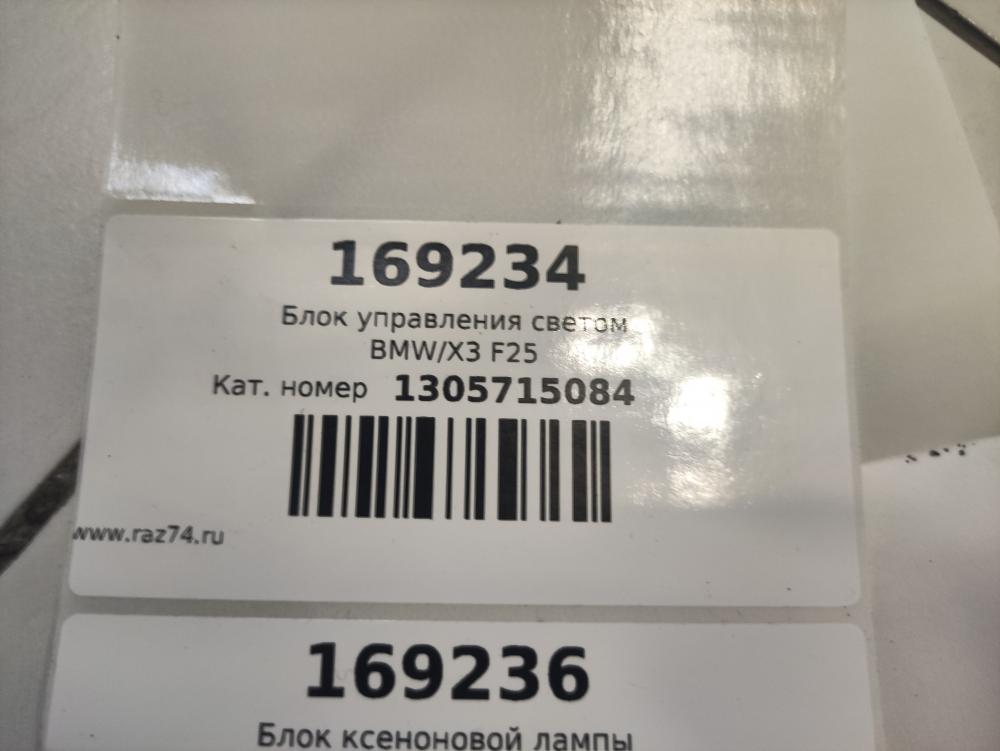 169234
Блок управления светом
BMW/X3 F25
Кат. номер 1305715084
www.raz74.ru
169236
Блок ксеноновой лампы